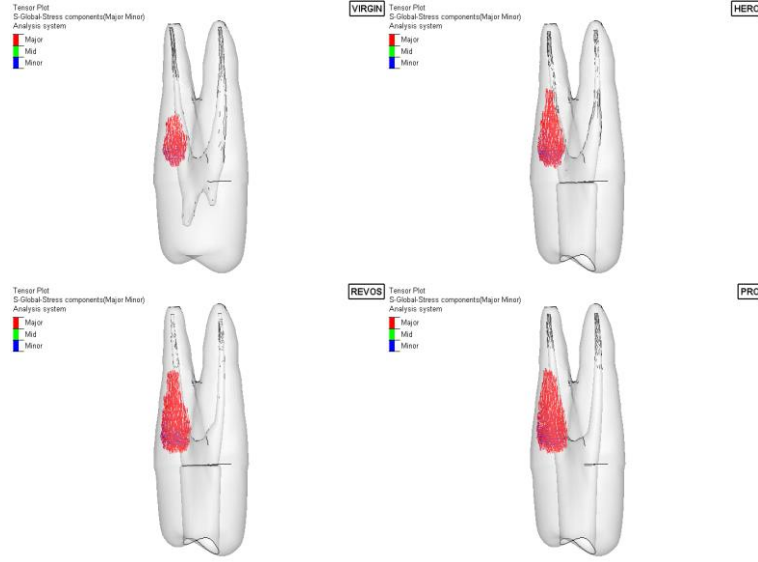 Tensor Plot
S-Global-Stress components(Major Minor)
Analysis system
Major
Mid
Minor
VIRGIN
Tensor Plot
S-Global-Stress components(Major Minor)
Analysis system
Major
Mid
Minor
HERO
Tensor Plot
S-Global-Stress components(Major Minor)
Analysis system
Major
Mid
Minor
REVOS
Tensor Plot
S-Global-Stress components(Major Minor)
Analysis system
Major
Mid
Minor
PRO